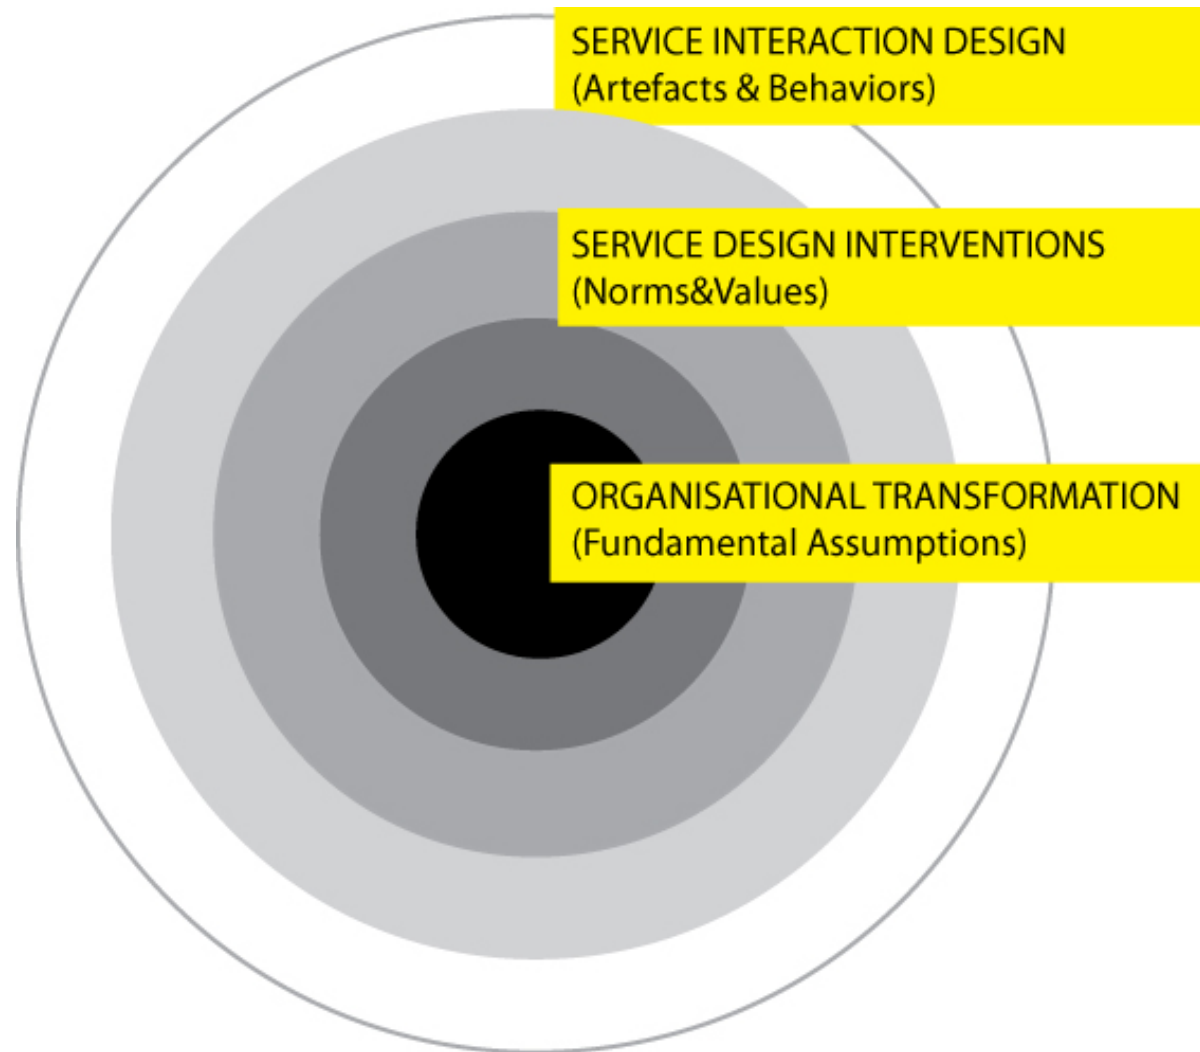 SERVICE INTERACTION DESIGN
(Artefacts & Behaviors)
SERVICE DESIGN INTERVENTIONS
(Norms&Values)
ORGANISATIONAL TRANSFORMATION
(Fundamental Assumptions)